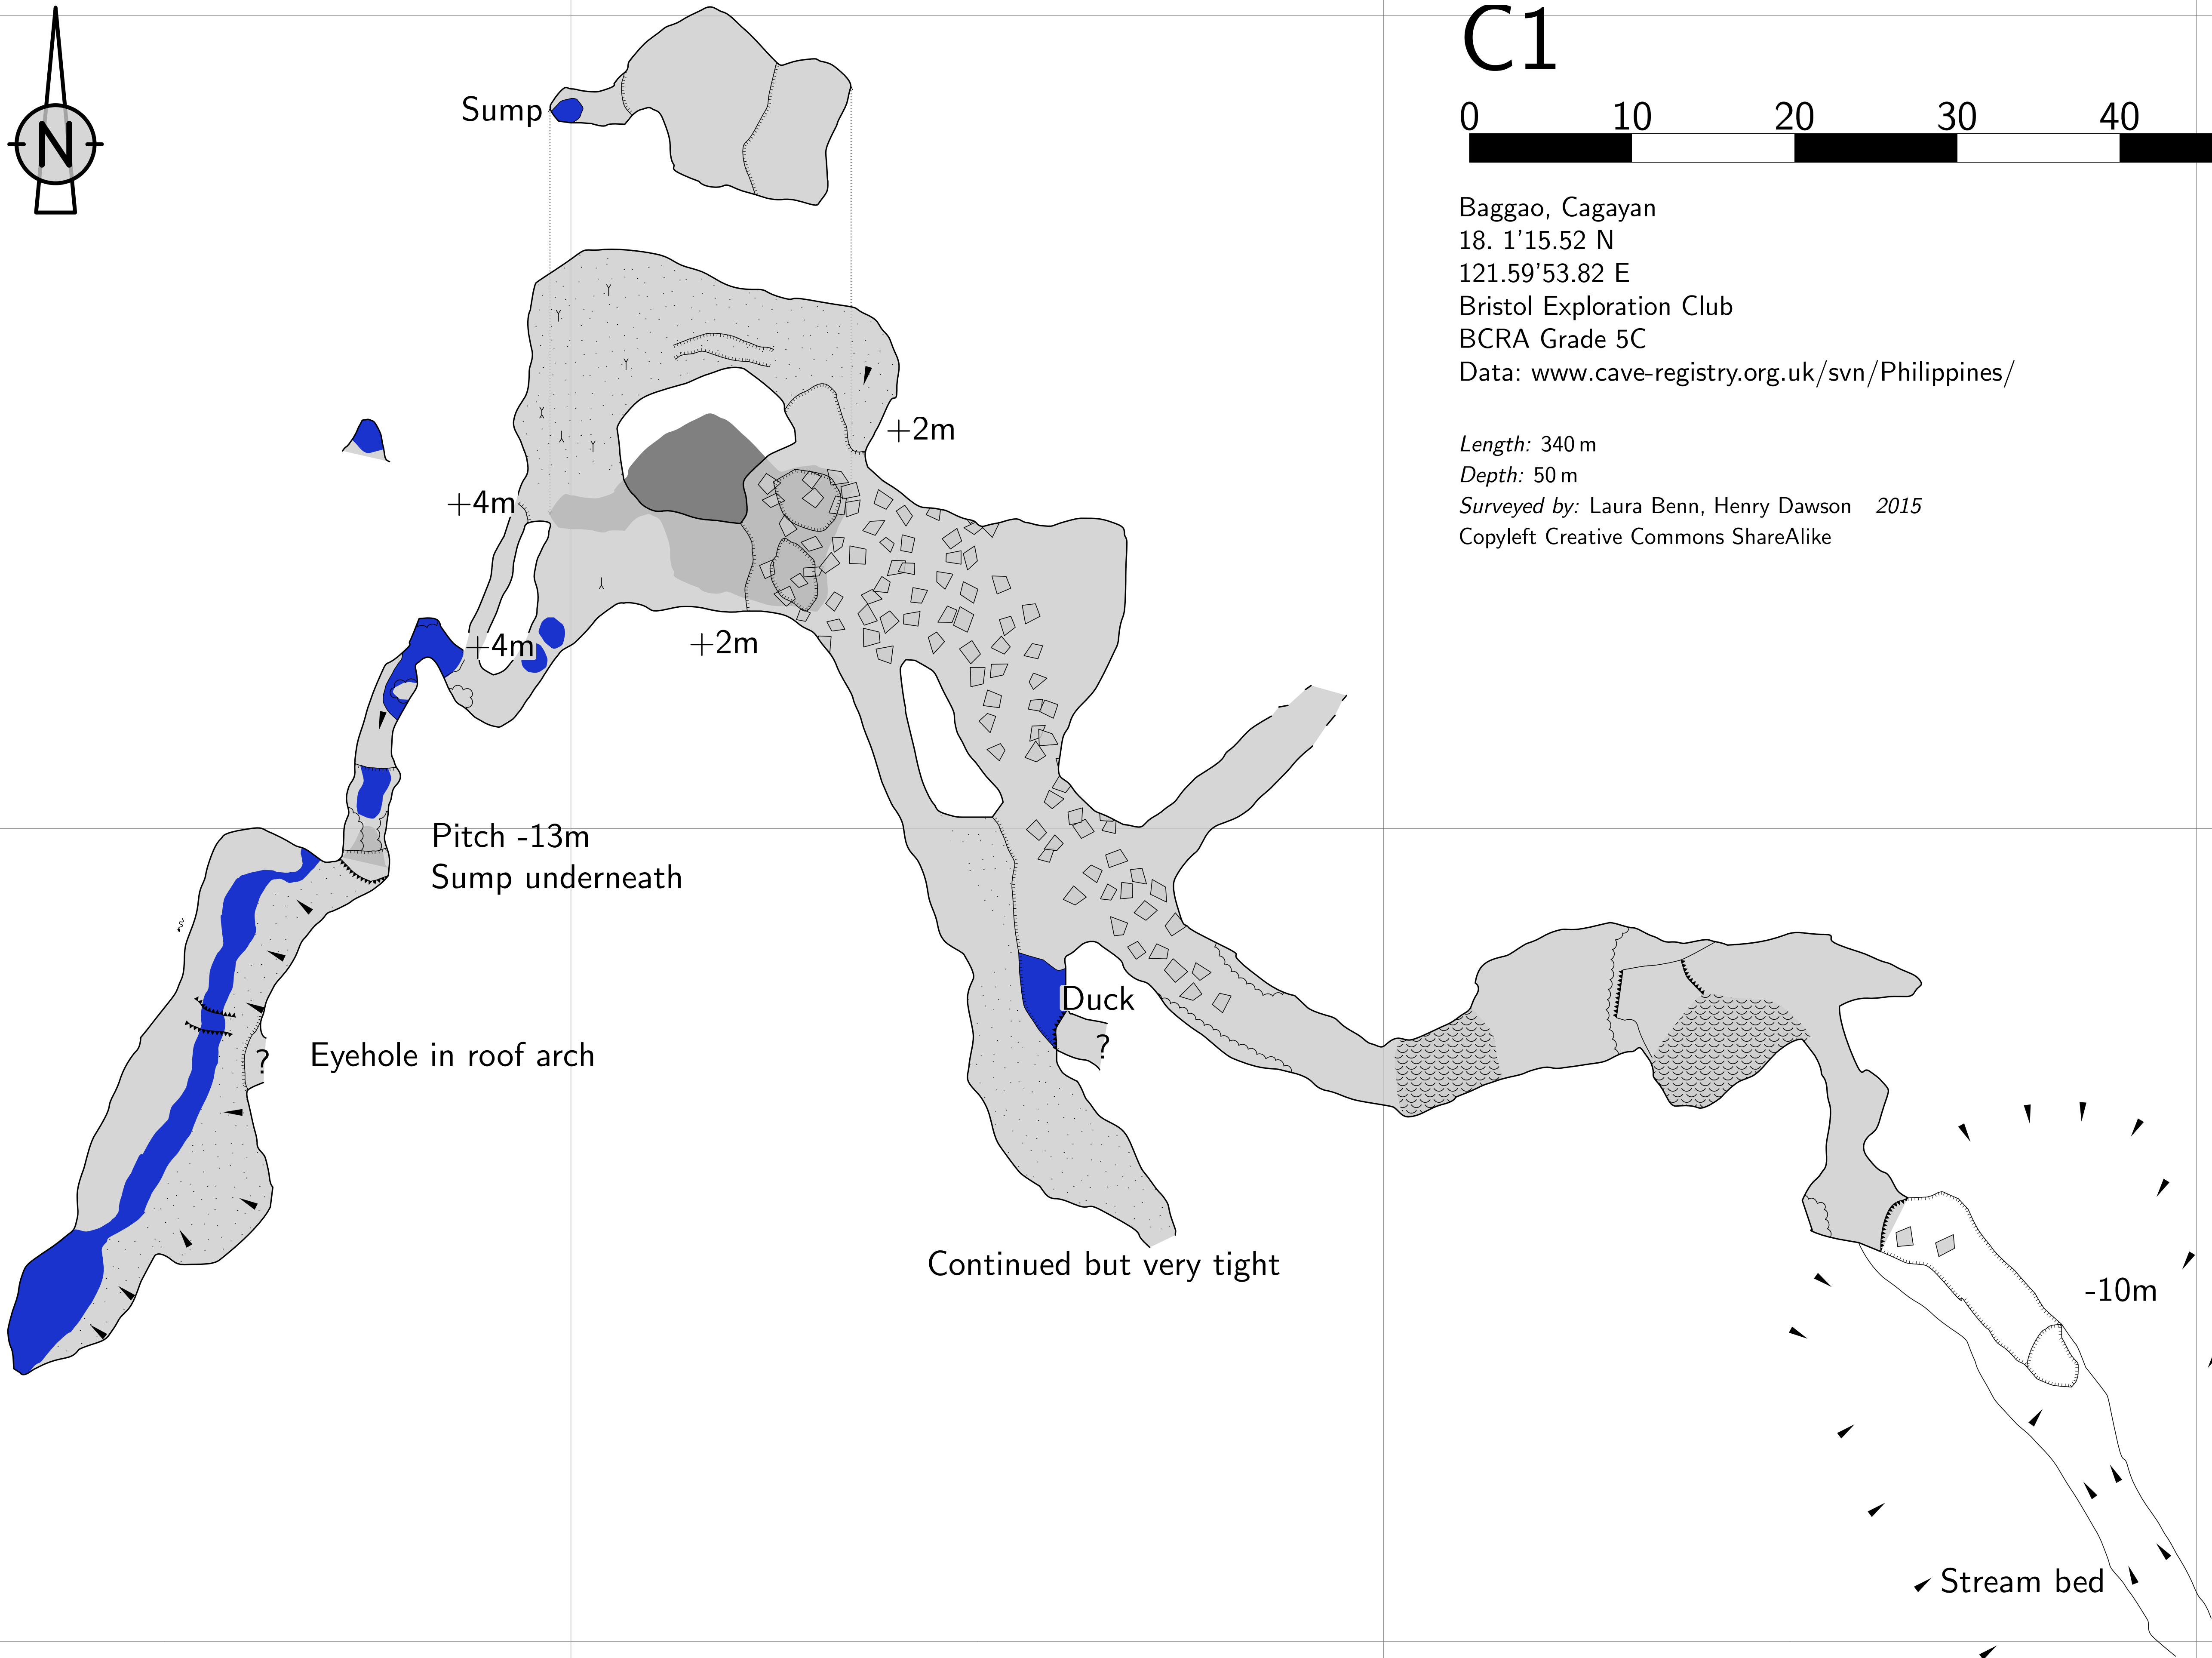 C1
0 10 20 30 40
N
Sump
Baggao, Cagayan
18. 1'15.52 N
121.59'53.82 E
Bristol Exploration Club
BCRA Grade 5C
Data: www.cave-registry.org.uk/svn/Philippines/
Length: 340 m
Depth: 50 m
Surveyed by: Laura Benn, Henry Dawson 2015
Copyleft Creative Commons ShareAlike
+2m
+4m
+4m
+2m
Pitch -13m
Sump underneath
Duck
?
Eyehole in roof arch
?
Continued but very tight
-10m
Stream bed